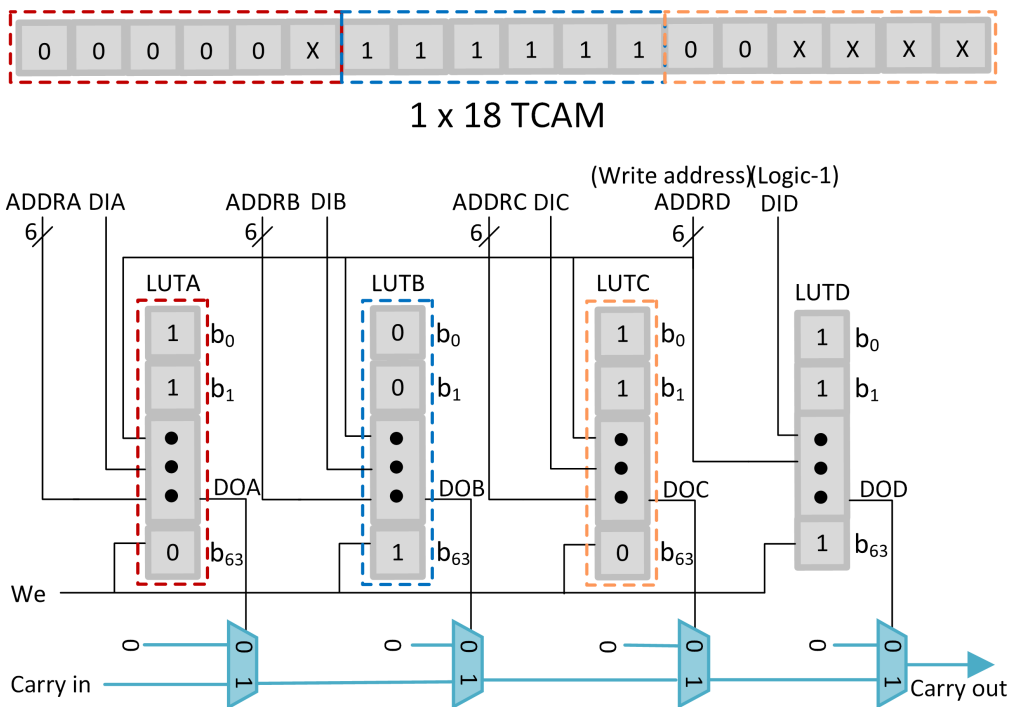 0 0 0 0 0 X 1 1 1 1 1 1 0 0 X X X X
1 x 18 TCAM
(Write address) (Logic-1)
ADDRA DIA ADDRB DIB ADDRC DIC ADDRD DID
6 6 6 6
LUTA LUTB LUTC LUTD
1 b0 0 b0 1 b0 1 b0
1 b1 0 b1 1 b1 1 b1
DOA DOB DOC DOD
0 b63 1 b63 0 b63 1 b63
We
0 0 0 0 0 0 0 0
Carry in 1 1 1 1 Carry out